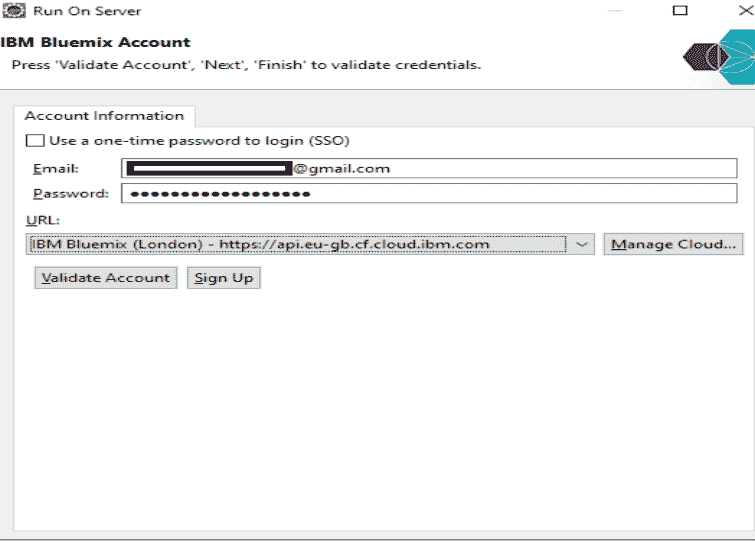 Run On Server
IBM Bluemix Account
Press 'Validate Account', 'Next', 'Finish' to validate credentials.
Account Information
Use a one-time password to login (SSO)
Email: @gmail.com
Password: ••••••••••••••••••
URL:
IBM Bluemix (London) - https://api.eu-gb.cf.cloud.ibm.com Manage Cloud...
Validate Account Sign Up